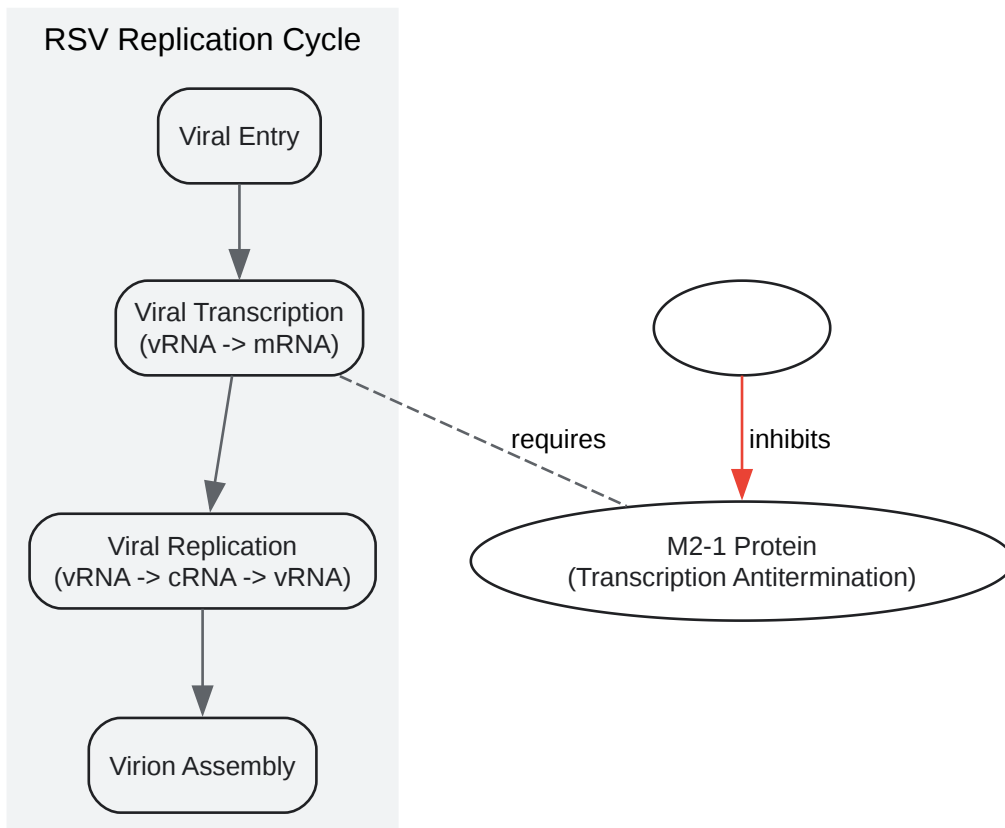 RSV Replication Cycle
Viral Entry
Viral Transcription
(vRNA -> mRNA)
requires
inhibits
Viral Replication
(vRNA -> cRNA -> vRNA)
M2-1 Protein
(Transcription Antitermination)
Virion Assembly